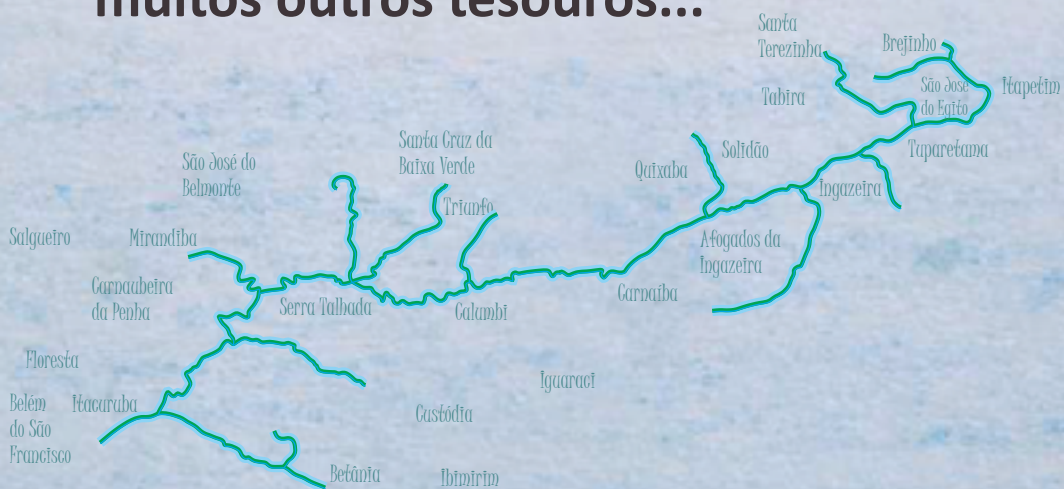 muitos outros tesouros...
Santa
Terezinha
Brejinho
São José
do Egito
Itapetim
Tabira
Tuparetama
Santa Cruz da
Baixa Verde
Solidão
Quixaba
Ingazeira
São José do
Belmonte
Triunfo
Salgueiro
Mirandiba
Afogados da
Ingazeira
Carnaubeira
da Penha
Serra Talhada
Calumbi
Carnaíba
Floresta
Iguaraci
Belém
do São
Francisco
Itacuruba
Custódia
Betânia
Ibimirim